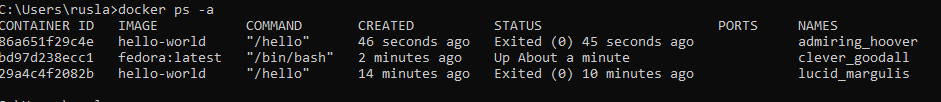 C:\Users\rusla>docker ps -a
CONTAINER ID   IMAGE           COMMAND       CREATED          STATUS                      PORTS     NAMES
86a651f29c4e   hello-world     "/hello"      46 seconds ago   Exited (0) 45 seconds ago             admiring_hoover
bd97d238ecc1   fedora:latest   "/bin/bash"   2 minutes ago    Up About a minute                     clever_goodall
29a4c4f2082b   hello-world     "/hello"      14 minutes ago   Exited (0) 10 minutes ago             lucid_margulis